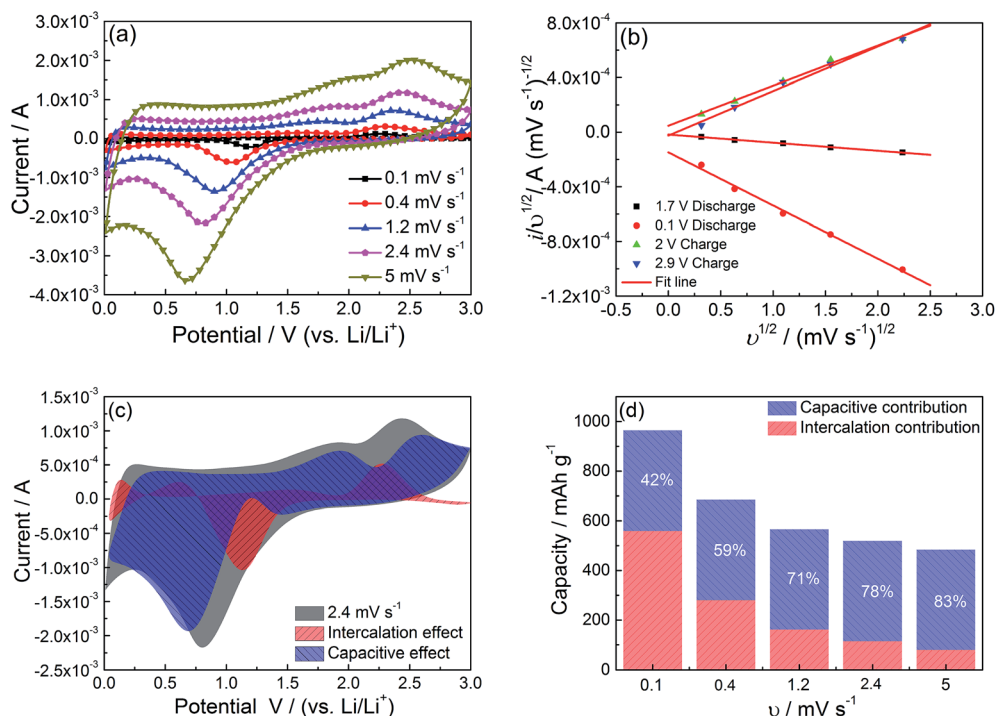 (a)
3.0x10⁻³
2.0x10⁻³
1.0x10⁻³
0.0
-1.0x10⁻³
-2.0x10⁻³
-3.0x10⁻³
-4.0x10⁻³
Current / A
0.1 mV s⁻¹
0.4 mV s⁻¹
1.2 mV s⁻¹
2.4 mV s⁻¹
5 mV s⁻¹
0.0 0.5 1.0 1.5 2.0 2.5 3.0
Potential / V (vs. Li/Li⁺)
(b)
8.0x10⁻⁴
4.0x10⁻⁴
0.0
-4.0x10⁻⁴
-8.0x10⁻⁴
-1.2x10⁻³
i/υ^1/2/ A (mV s⁻¹)^-1/2
1.7 V Discharge
0.1 V Discharge
2 V Charge
2.9 V Charge
Fit line
-0.5 0.0 0.5 1.0 1.5 2.0 2.5 3.0
υ^1/2 / (mV s⁻¹)^1/2
(c)
1.5x10⁻³
1.0x10⁻³
5.0x10⁻⁴
0.0
-5.0x10⁻⁴
-1.0x10⁻³
-1.5x10⁻³
-2.0x10⁻³
-2.5x10⁻³
Current / A
2.4 mV s⁻¹
Intercalation effect
Capacitive effect
0.0 0.5 1.0 1.5 2.0 2.5 3.0
Potential V / (vs. Li/Li⁺)
(d)
Capacitive contribution
Intercalation contribution
1000
800
600
400
200
0
Capacity / mAh g⁻¹
42%
59%
71%
78%
83%
0.1 0.4 1.2 2.4 5
υ / mV s⁻¹